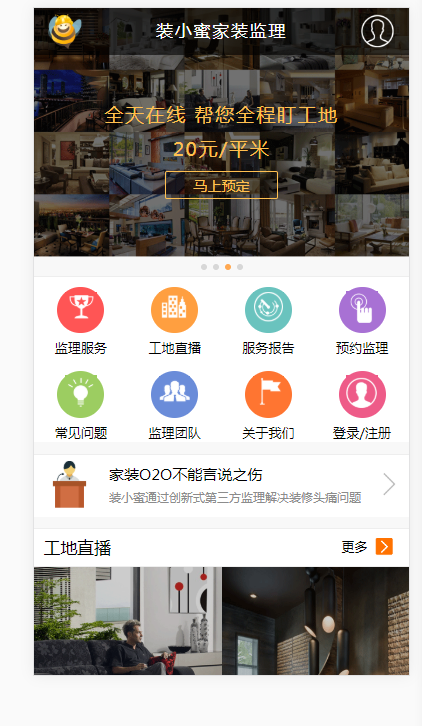 装小蜜家装监理
全天在线 帮您全程盯工地
20元/平米
马上预定
监理服务 工地直播 服务报告 预约监理
常见问题 监理团队 关于我们 登录/注册
家装O2O不能言说之伤
装小蜜通过创新式第三方监理解决装修头痛问题
工地直播 更多